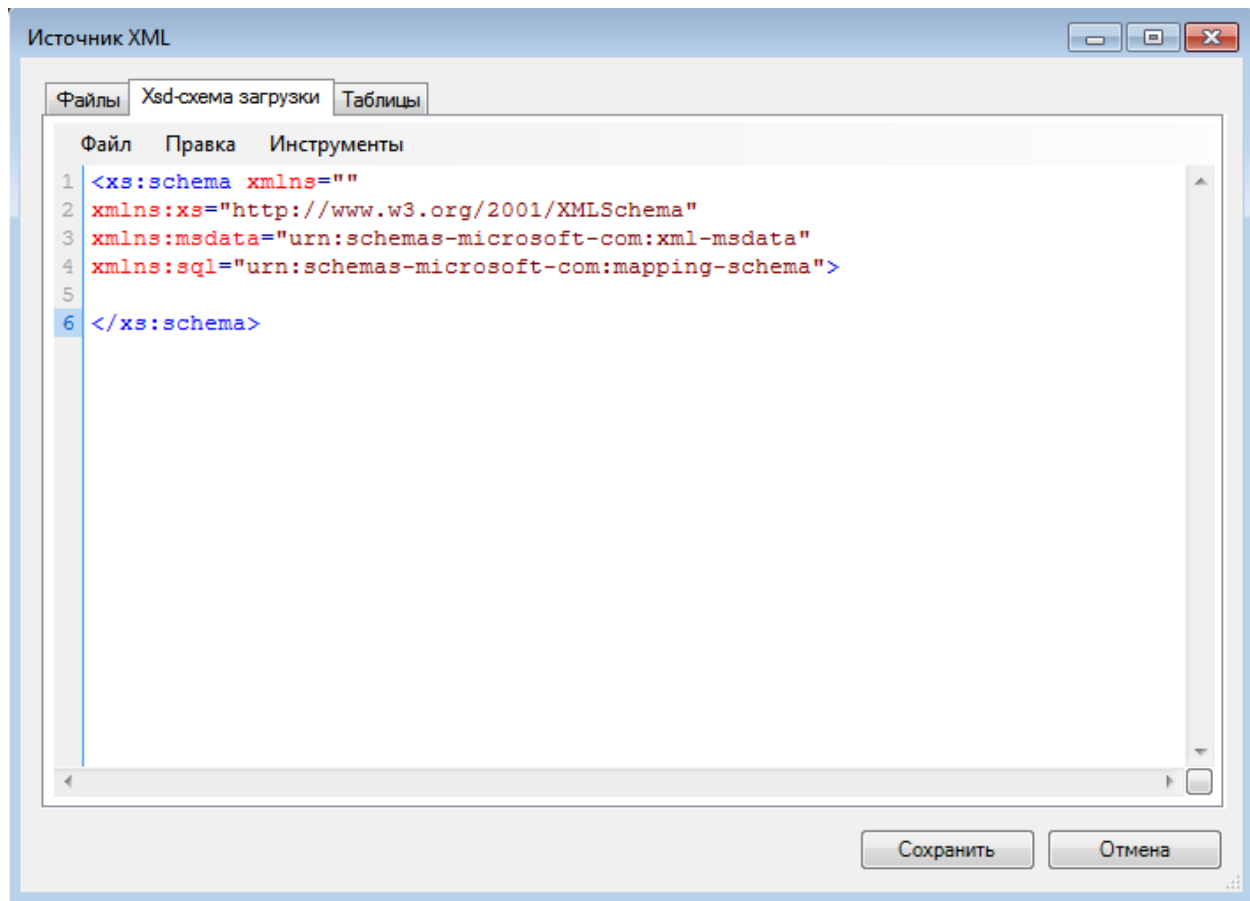 Источник XML
Файлы Xsd-схема загрузки Таблицы
Файл Правка Инструменты
1 <xs:schema xmlns=""
2 xmlns:xs="http://www.w3.org/2001/XMLSchema"
3 xmlns:msdata="urn:schemas-microsoft-com:xml-msdata"
4 xmlns:sql="urn:schemas-microsoft-com:mapping-schema">
5
6 </xs:schema>
Сохранить Отмена